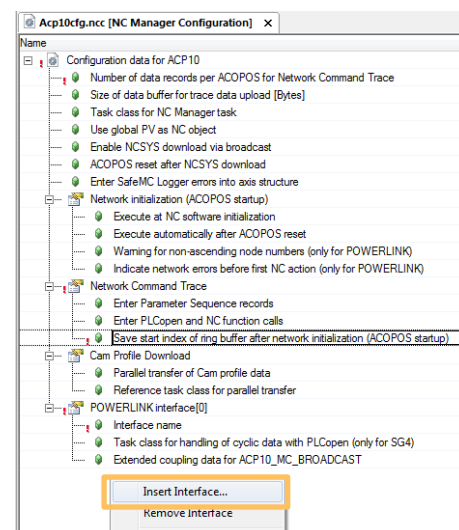 Acp10cfg.ncc [NC Manager Configuration] ×
Name
Configuration data for ACP10
Number of data records per ACOPOS for Network Command Trace
Size of data buffer for trace data upload [Bytes]
Task class for NC Manager task
Use global PV as NC object
Enable NCSYS download via broadcast
ACOPOS reset after NCSYS download
Enter SafeMC Logger errors into axis structure
Network initialization (ACOPOS startup)
Execute at NC software initialization
Execute automatically after ACOPOS reset
Warning for non-ascending node numbers (only for POWERLINK)
Indicate network errors before first NC action (only for POWERLINK)
Network Command Trace
Enter Parameter Sequence records
Enter PLCopen and NC function calls
Save start index of ring buffer after network initialization (ACOPOS startup)
Cam Profile Download
Parallel transfer of Cam profile data
Reference task class for parallel transfer
POWERLINK interface[0]
Interface name
Task class for handling of cyclic data with PLCopen (only for SG4)
Extended coupling data for ACP10_MC_BROADCAST
Insert Interface...
Remove Interface